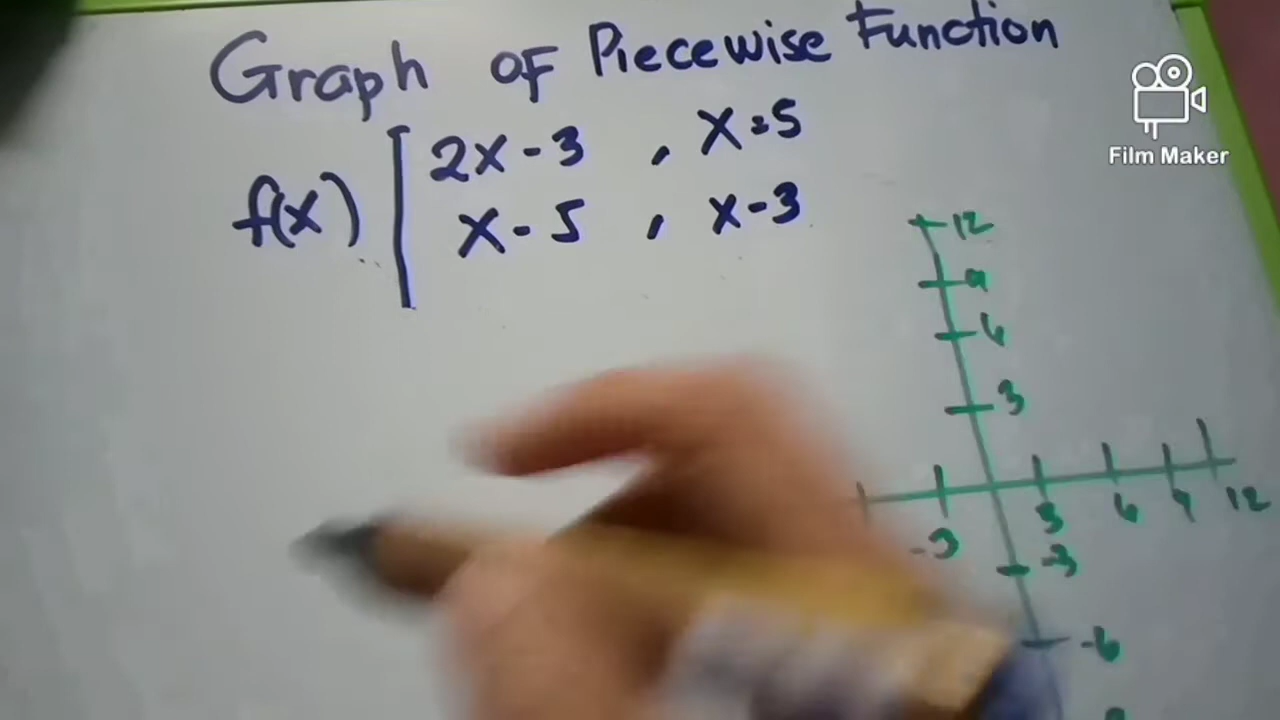 Graph of Piecewise Function
f(x) [ 2x-3 , x=5
x-5 , x-3
Film Maker
12
9
6
3
-3 3 6 9 12
-3
-6